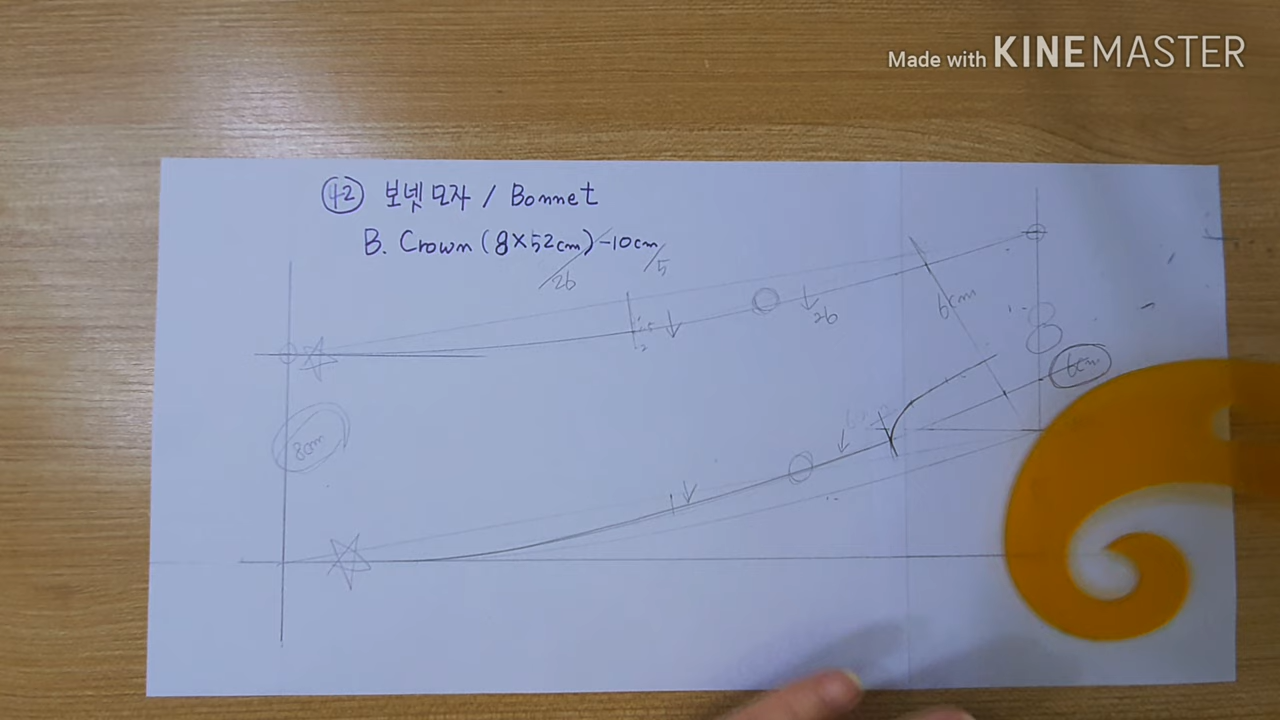 Made with KINEMASTER
42 보넷모자 / Bonnet
B. Crown (8×52cm)-10cm
/26 /5
26
6cm
6cm
8cm